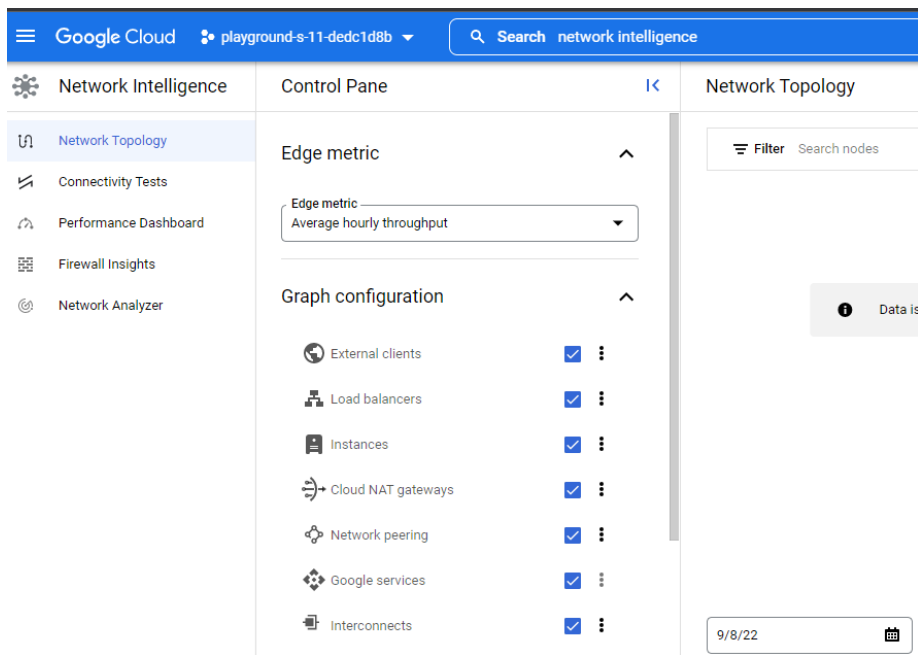 Google Cloud
playground-s-11-dedc1d8b
Search network intelligence
Network Intelligence
Network Topology
Connectivity Tests
Performance Dashboard
Firewall Insights
Network Analyzer
Control Pane
Edge metric
Edge metric
Average hourly throughput
Graph configuration
External clients
Load balancers
Instances
Cloud NAT gateways
Network peering
Google services
Interconnects
Network Topology
Filter Search nodes
Data is
9/8/22